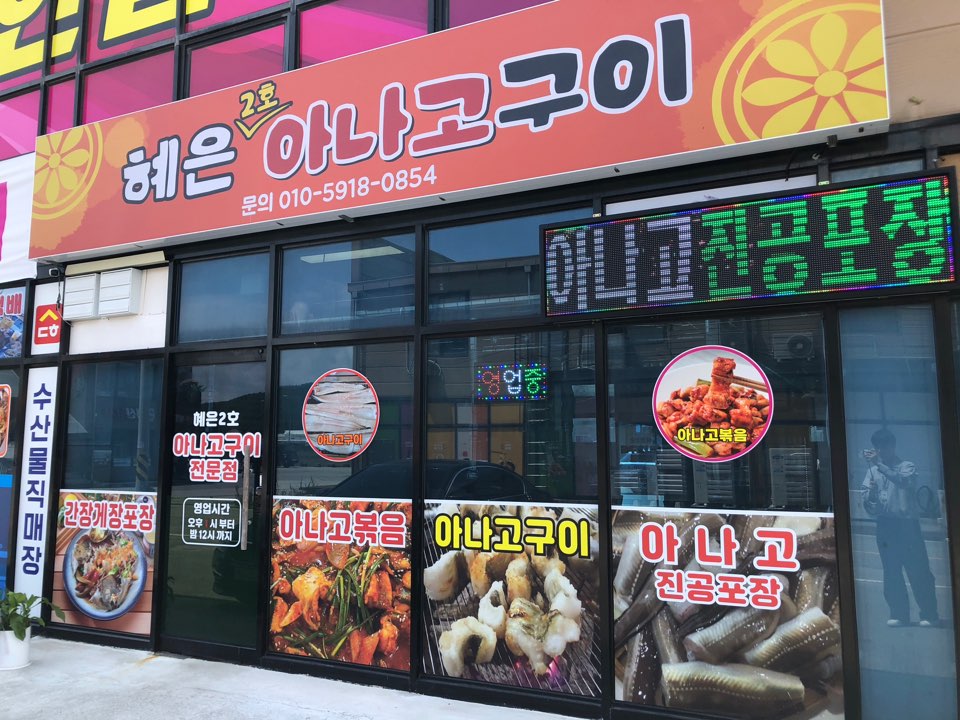 혜은 2호 아나고구이
문의 010-5918-0854
아나고진공포장
수산물직매장
간장게장포장
혜은2호
아나고구이
전문점
영업시간
오후 시부터
밤 12시 까지
아나고구이
영업중
아나고볶음
아나고볶음
아나고구이
아나고
진공포장